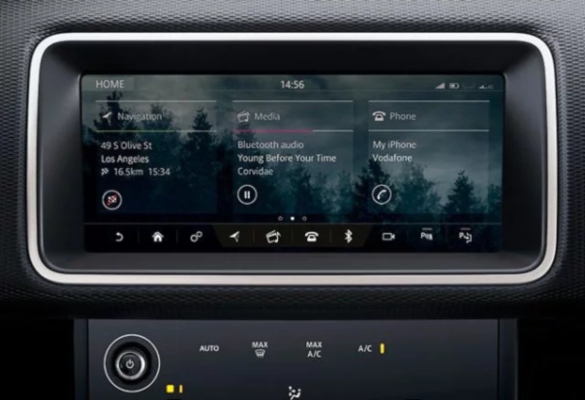 HOME
14:56
Navigation
Media
Phone
49 S Olive St
Los Angeles
16.5km 15:34
Bluetooth audio
Young Before Your Time
Corvidae
My iPhone
Vodafone
AUTO
MAX
MAX
A/C
A/C